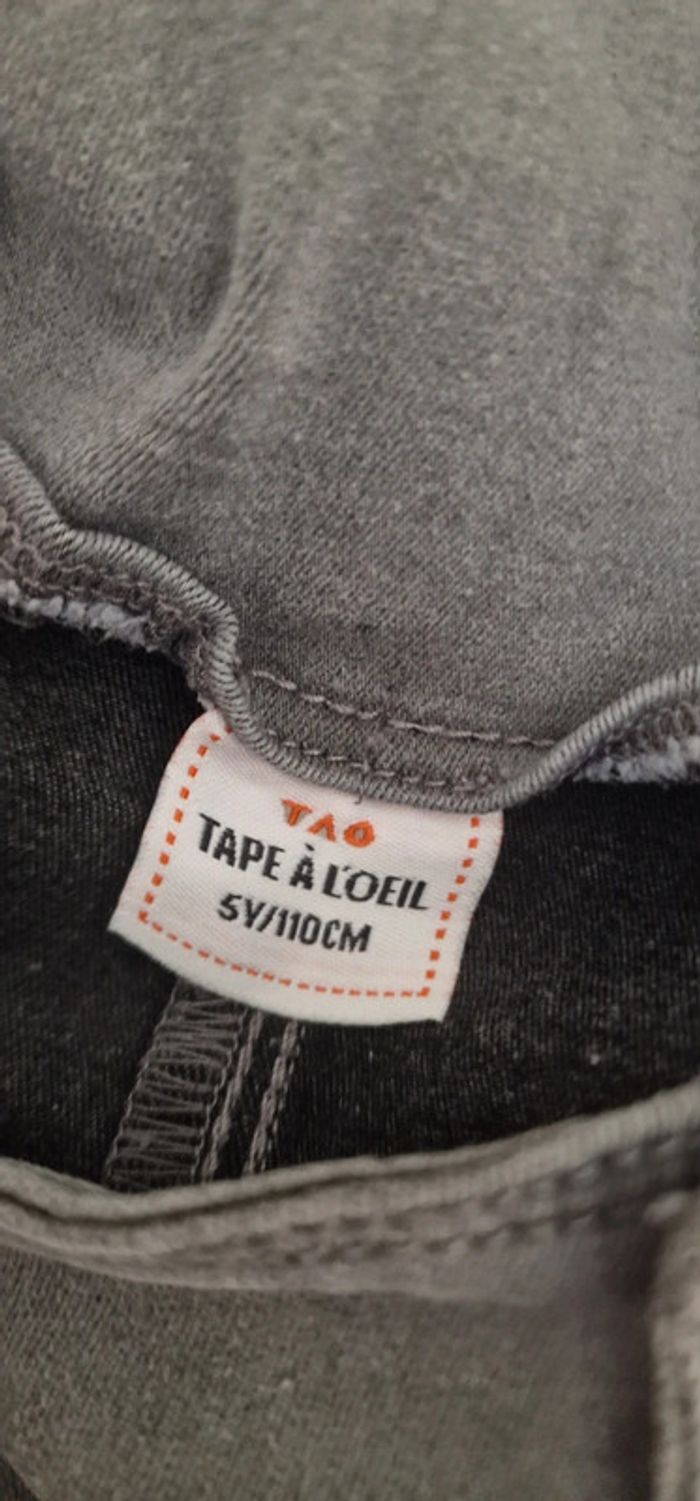 TAO
TAPE À L'OEIL
5Y/110CM